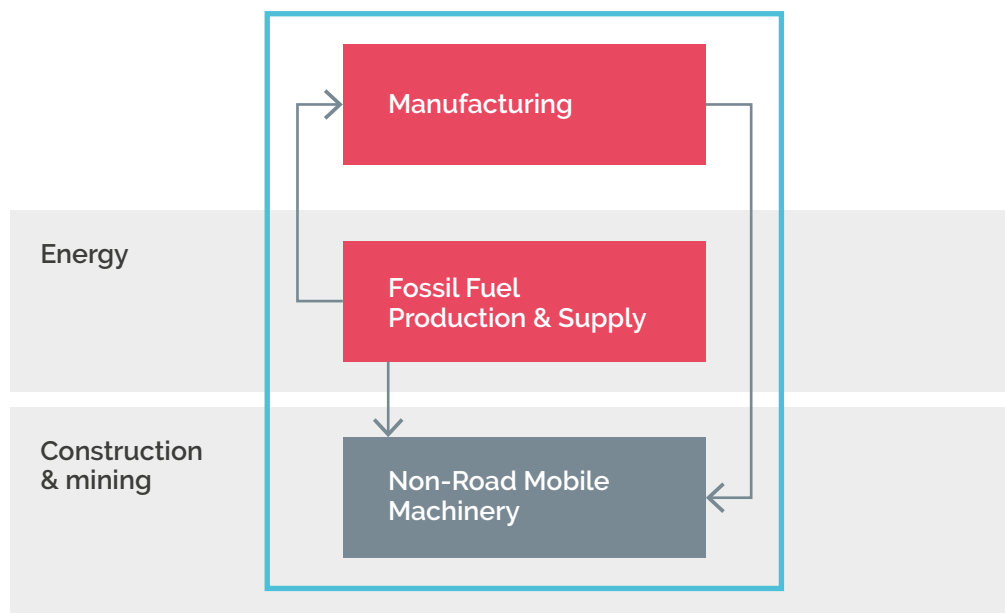 Manufacturing
Energy
Fossil Fuel
Production & Supply
Construction
& mining
Non-Road Mobile
Machinery